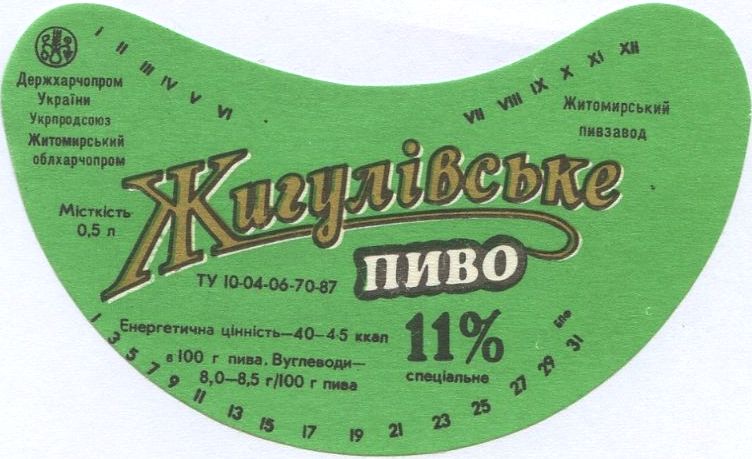 I II III IV V VI
VII VIII IX X XI XII
Держхарчопром
України
Укрпродсоюз
Житомирський
облхарчопром
Житомирський
пивзавод
Жигулівське
пиво
Місткість
0,5 л
ТУ 10-04-06-70-87
Енергетична цінність—40—45 ккал
в 100 г пива. Вуглеводи—
8,0—8,5 г/100 г пива
11%
спеціальне
1 3 5 7 9 11 13 15 17 19 21 23 25 27 29 31
БПФ